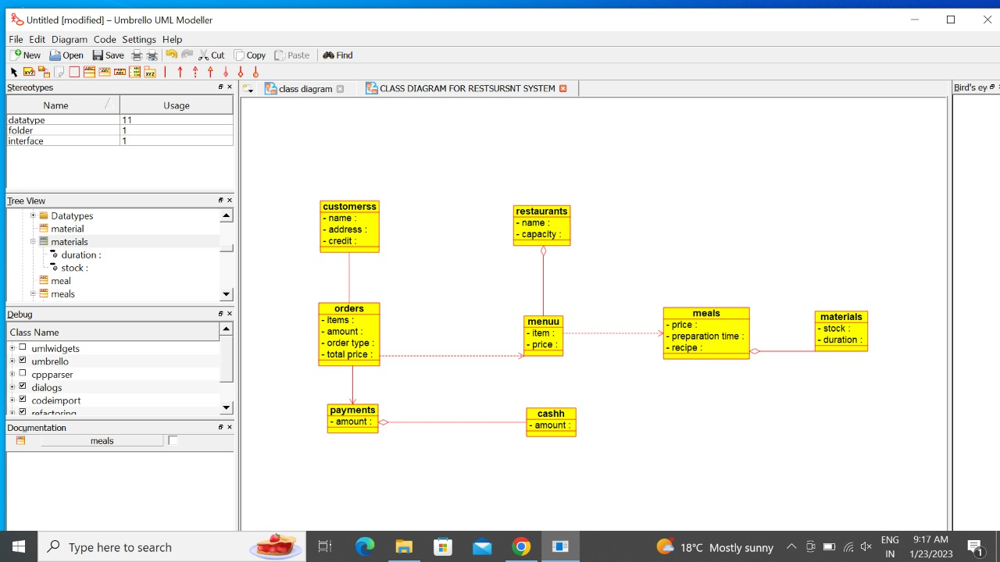 Untitled [modified] – Umbrello UML Modeller
File Edit Diagram Code Settings Help
New Open Save Cut Copy Paste Find
Stereotypes
Name Usage
datatype 11
folder 1
interface 1
Tree View
Datatypes
material
materials
duration :
stock :
meal
meals
Debug
Class Name
umlwidgets
umbrello
cppparser
dialogs
codeimport
refactoring
Documentation
meals
class diagram
CLASS DIAGRAM FOR RESTSURSNT SYSTEM
Bird's ey
customerss
- name :
- address :
- credit :
restaurants
- name :
- capacity :
orders
- items :
- amount :
- order type :
- total price :
menuu
- item :
- price :
meals
- price :
- preparation time :
- recipe :
materials
- stock :
- duration :
payments
- amount :
cashh
- amount :
Type here to search
18°C Mostly sunny
ENG
IN
9:17 AM
1/23/2023
1